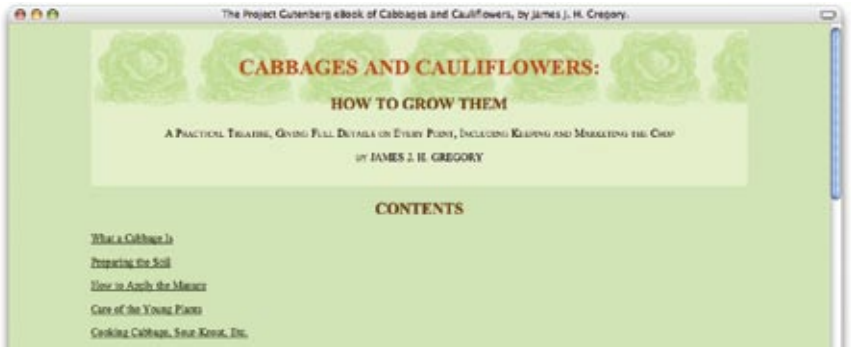 The Project Gutenberg eBook of Cabbages and Cauliflowers, by James J. H. Gregory.
CABBAGES AND CAULIFLOWERS:
HOW TO GROW THEM
A Practical Treatise, Giving Full Details on Every Point, Including Keeping and Marketing the Crop
BY JAMES J. H. GREGORY
CONTENTS
What a Cabbage Is
Preparing the Soil
How to Apply the Manure
Care of the Young Plants
Cooking Cabbage, Sour Krout, Etc.